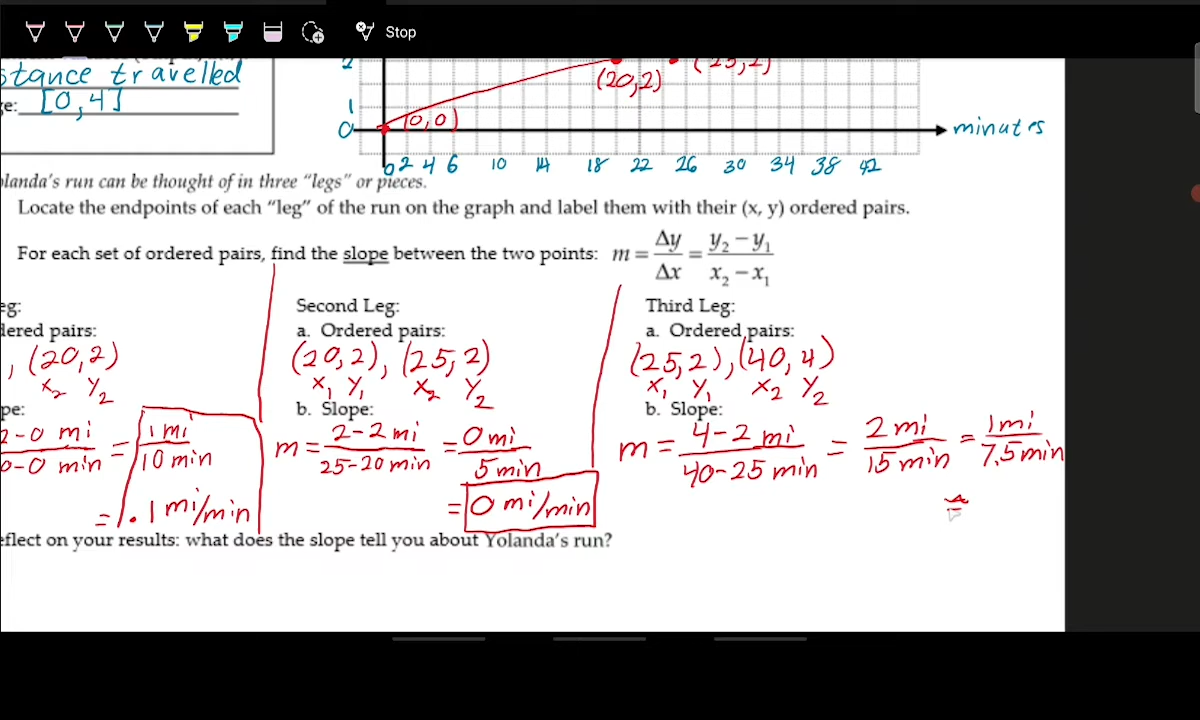 Stop
stance travelled
e: [0,4]
2
(20,2) (25,2)
1
(0,0)
0 minutes
0 2 4 6 10 14 18 22 26 30 34 38 42
olanda's run can be thought of in three "legs" or pieces.
Locate the endpoints of each "leg" of the run on the graph and label them with their (x, y) ordered pairs.
For each set of ordered pairs, find the slope between the two points: m = Δy/Δx = y₂ − y₁/x₂ − x₁
eg:
dered pairs:
, (20,2)
x₂ y₂
pe:
2-0 mi/0-0 min = 1 mi/10 min
= .1 mi/min
Second Leg:
a. Ordered pairs:
(20,2), (25,2)
x₁ y₁ x₂ y₂
b. Slope:
m = 2-2 mi/25-20 min = 0 mi/5 min
= 0 mi/min
Third Leg:
a. Ordered pairs:
(25,2), (40,4)
x₁ y₁ x₂ y₂
b. Slope:
m = 4-2 mi/40-25 min = 2 mi/15 min = 1 mi/7.5 min
eflect on your results: what does the slope tell you about Yolanda's run?